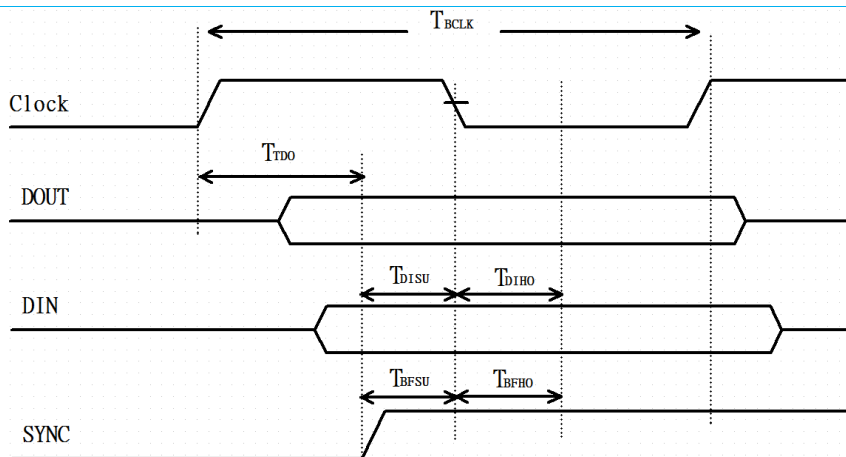 TBCLK
Clock
TTDO
DOUT
TDISU TDIHO
DIN
TBFSU TBFHO
SYNC